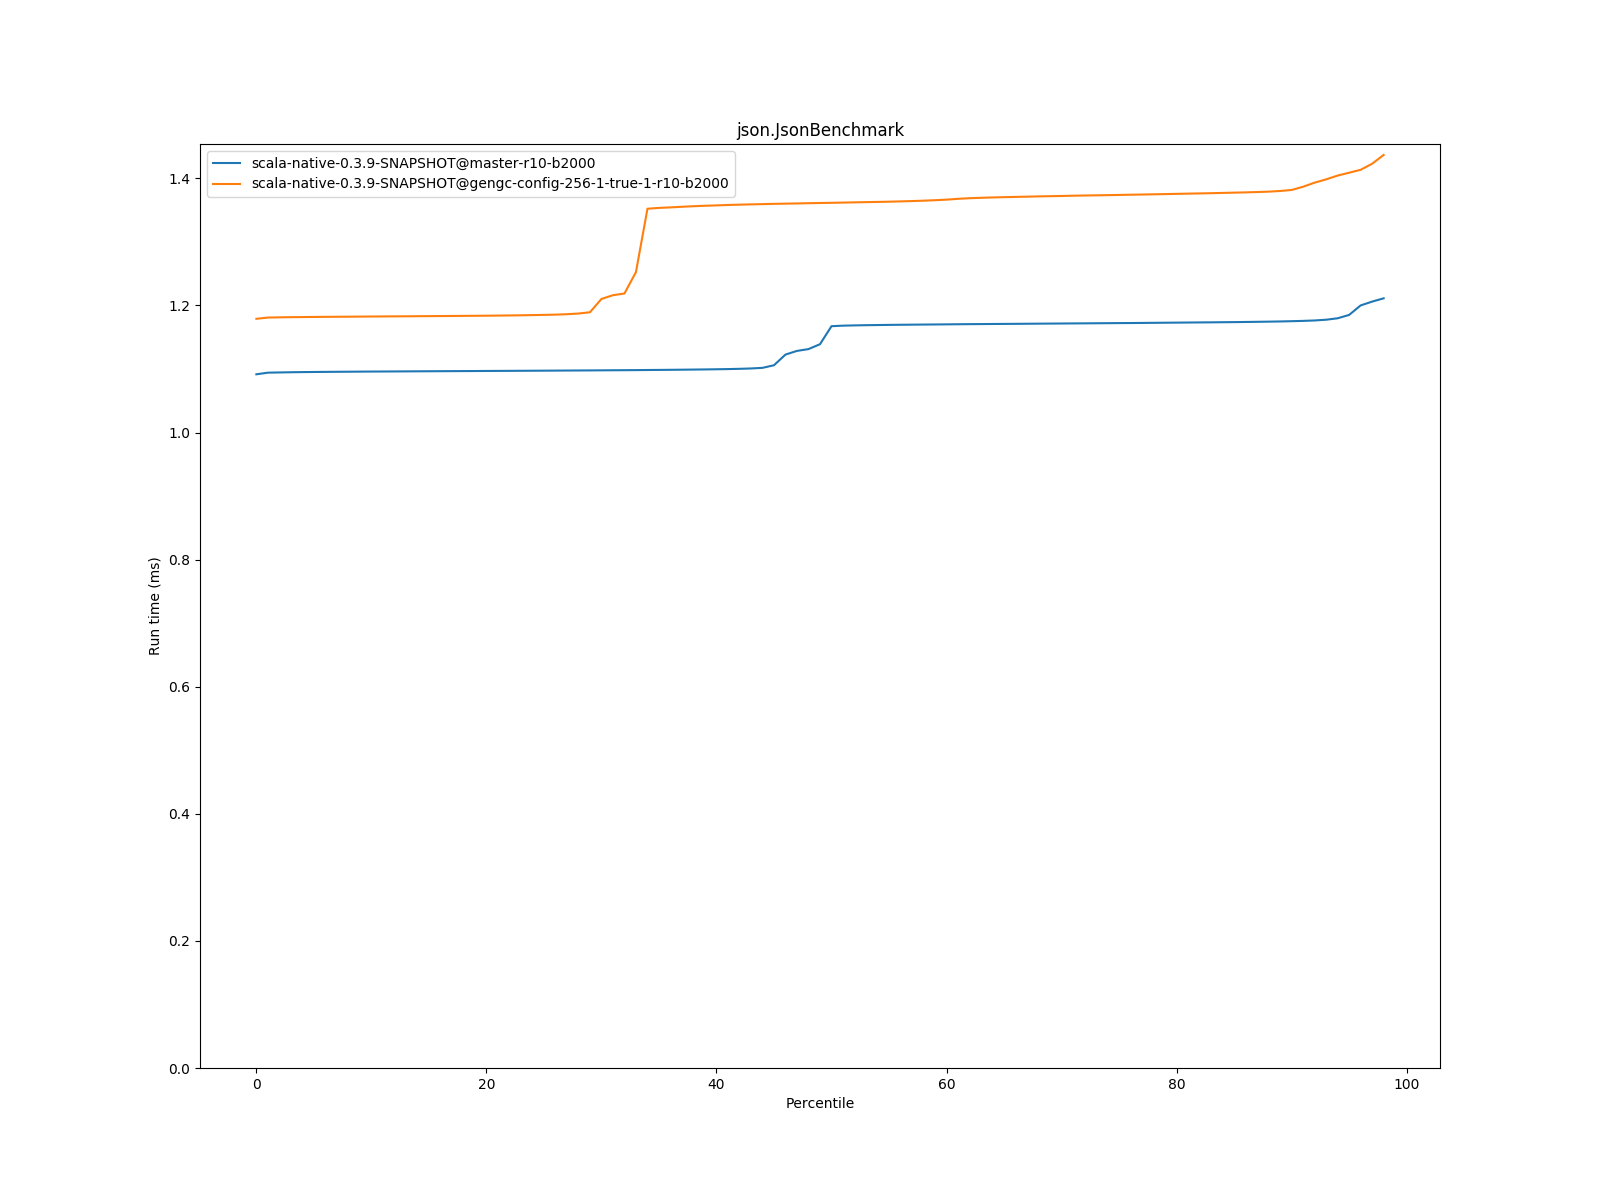 json.JsonBenchmark
scala-native-0.3.9-SNAPSHOT@master-r10-b2000
scala-native-0.3.9-SNAPSHOT@gengc-config-256-1-true-1-r10-b2000
1.4
1.2
1.0
0.8
0.6
0.4
0.2
0.0
Run time (ms)
0 20 40 60 80 100
Percentile